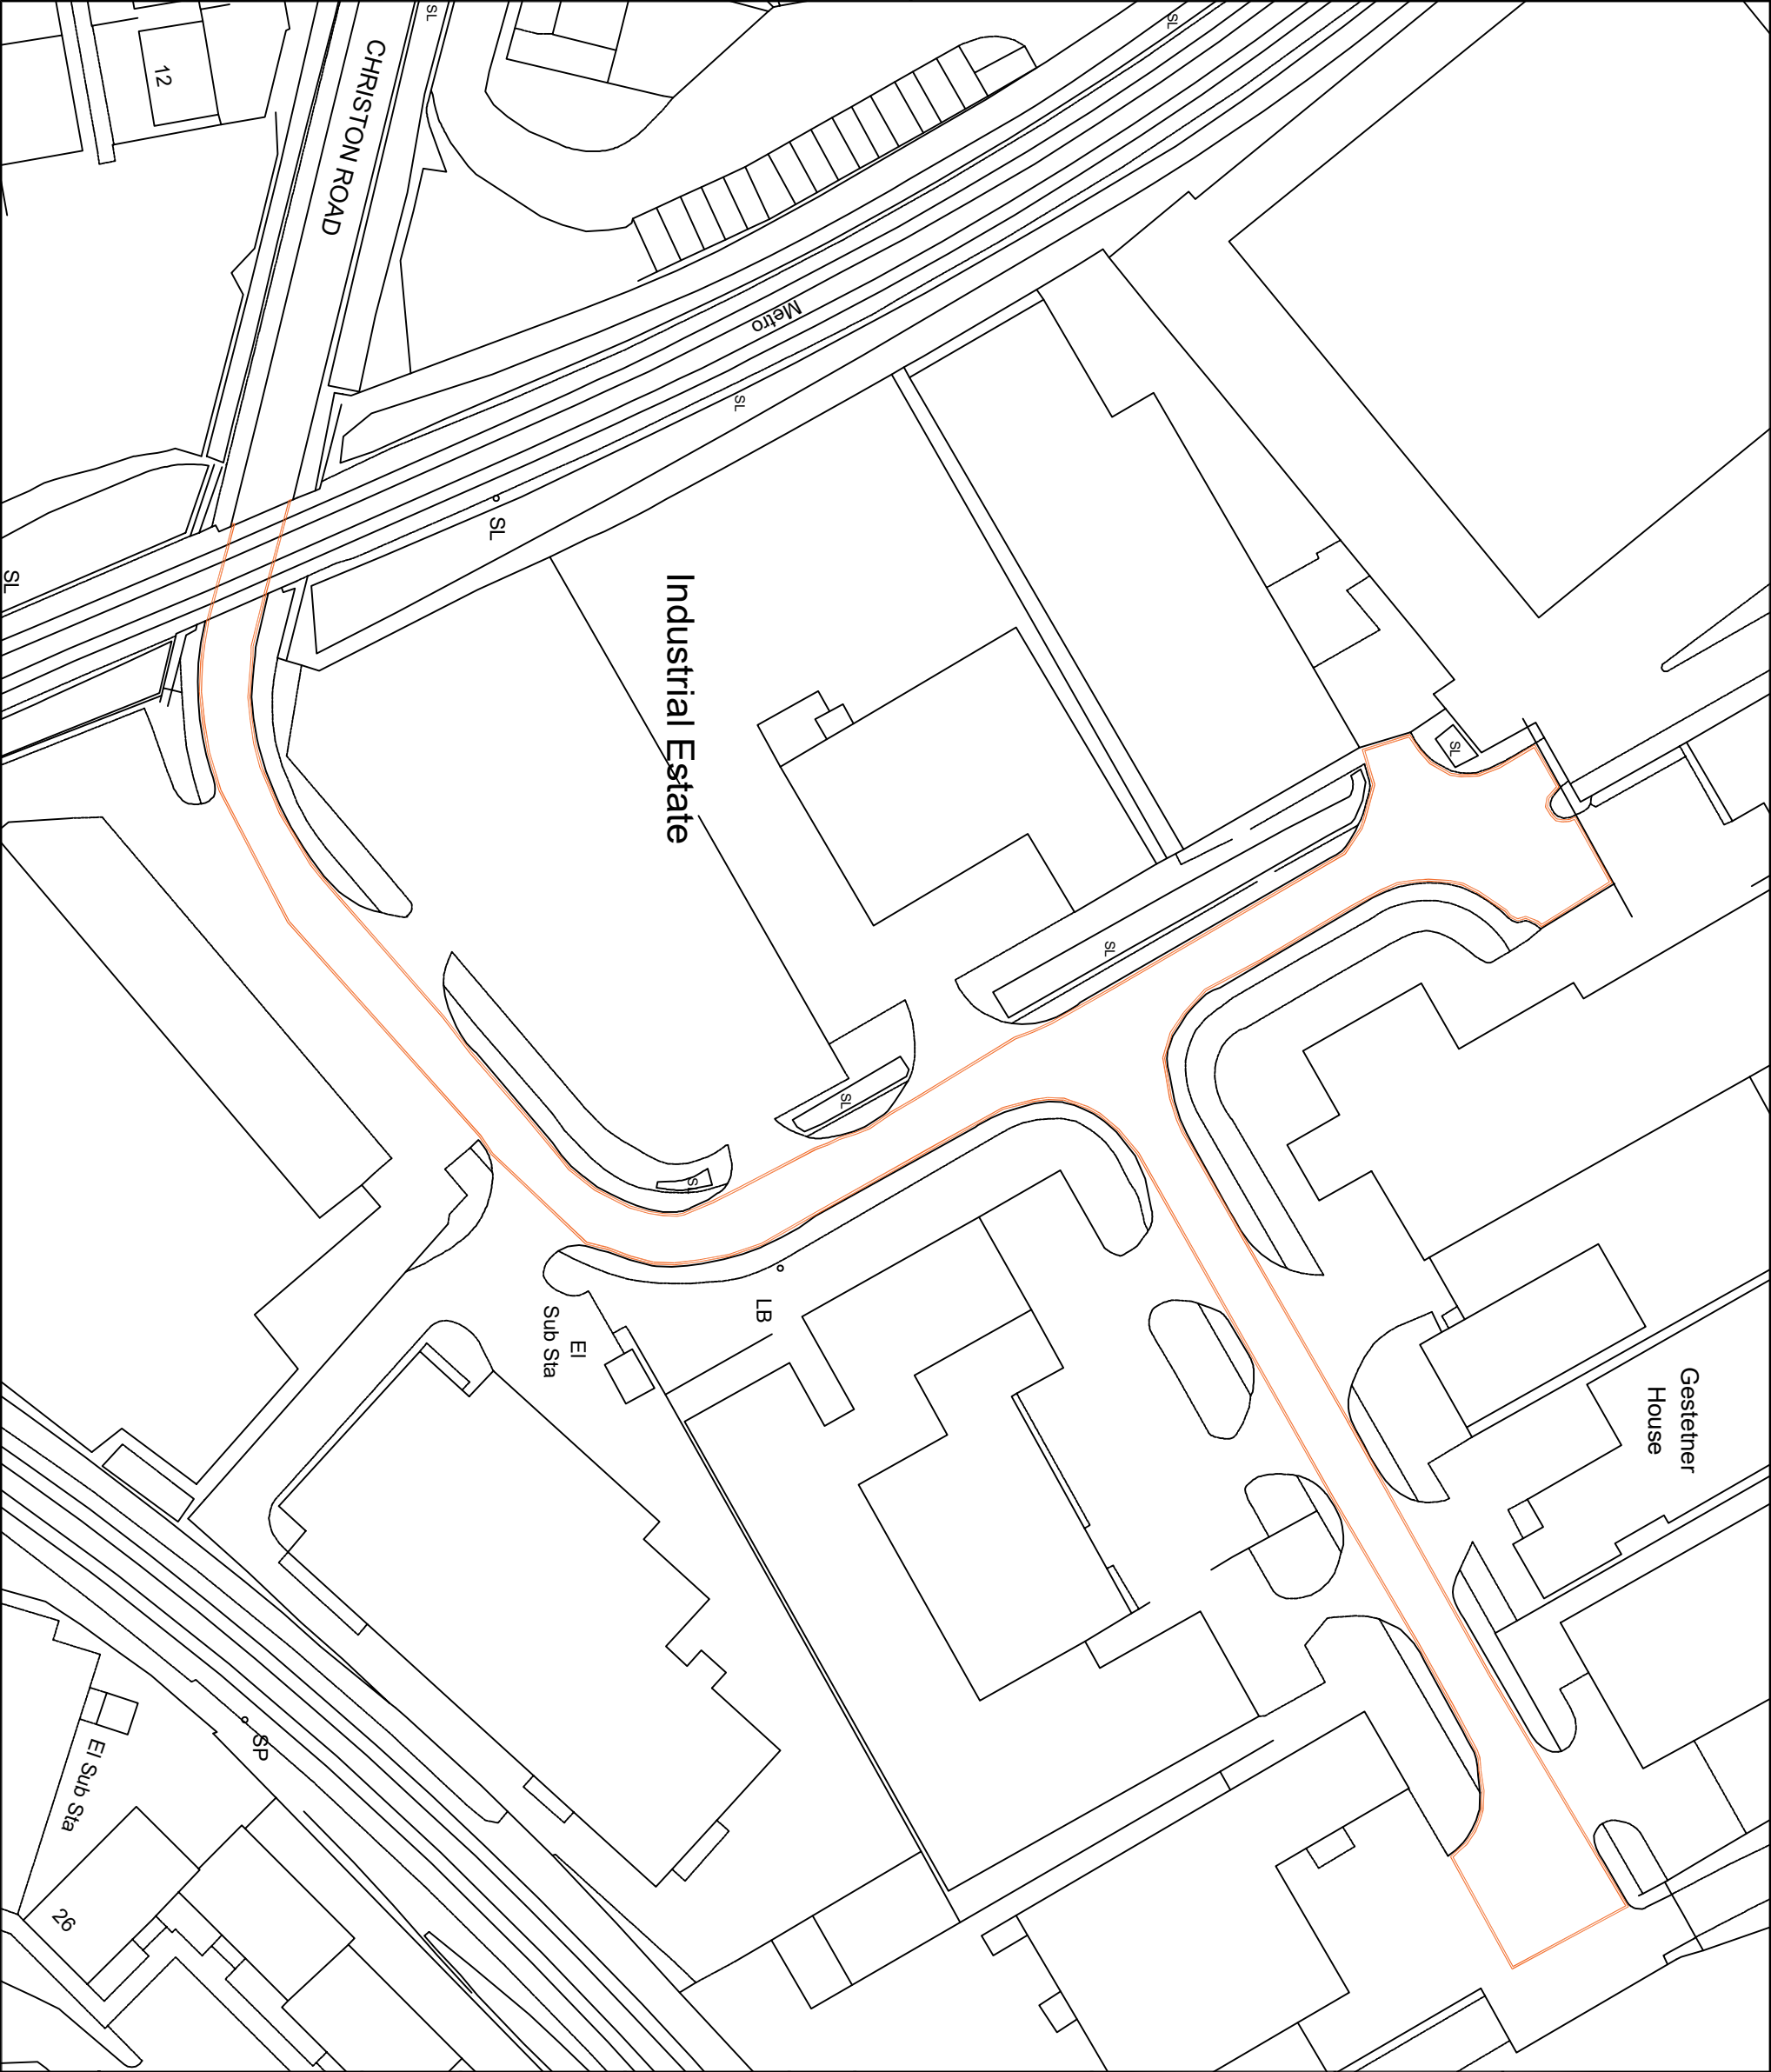 SL
SL
12
CHRISTON ROAD
Metro
SL
SL
SL
Industrial Estate
SL
SL
SL
SL
LB
El
Sub Sta
Gestetner
House
SP
El Sub Sta
26